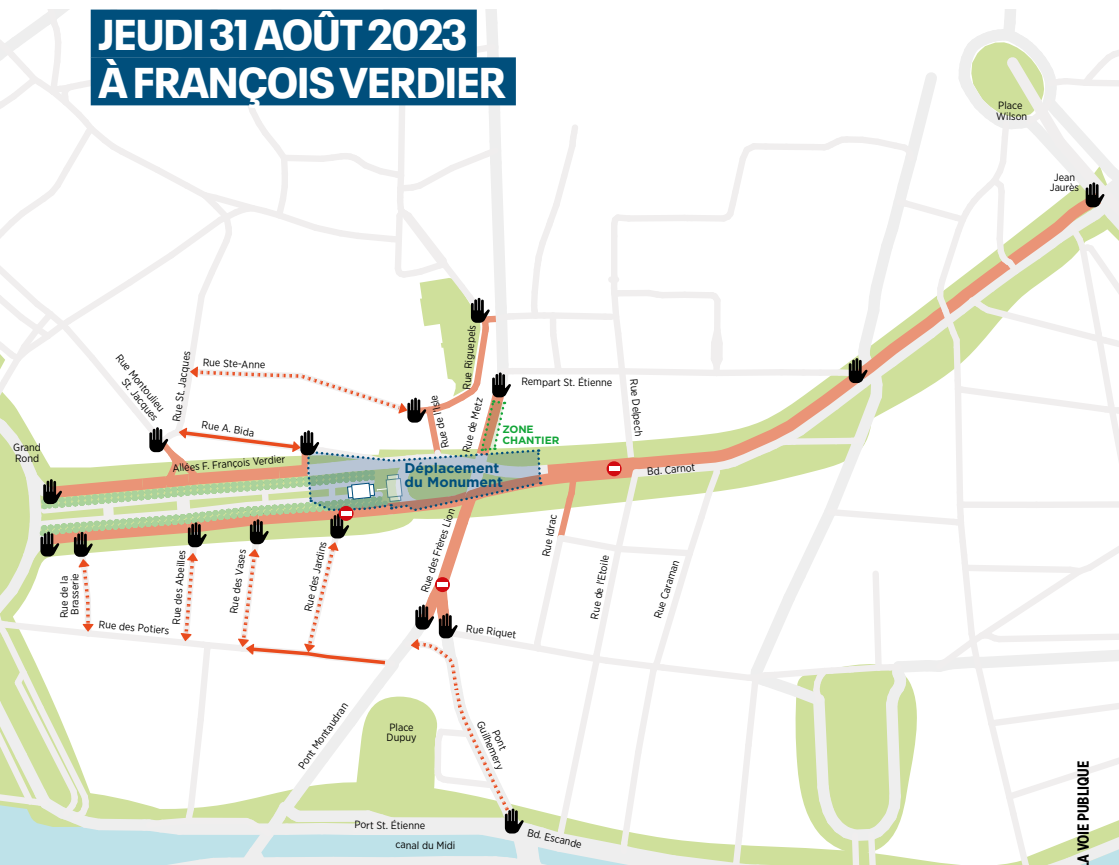 JEUDI 31 AOÛT 2023
À FRANÇOIS VERDIER
Place
Wilson
Jean
Jaurès
Rue Riguepels
Rempart St. Étienne
Rue Delpech
Rue Ste-Anne
Rue St. Jacques
Rue Montoulieu
St. Jacques
Rue de l'Isle
Rue de Metz
ZONE
CHANTIER
Rue A. Bida
Grand
Rond
Allées F. François Verdier
Déplacement
du Monument
Bd. Carnot
Rue des Frères Lion
Rue Idrac
Rue de l'Etoile
Rue Caraman
Rue de la
Brasserie
Rue des Abeilles
Rue des Vases
Rue des Jardins
Rue des Potiers
Rue Riquet
Pont Montaudran
Place
Dupuy
Pont
Guilhemery
Port St. Étienne
canal du Midi
Bd. Escande
LA VOIE PUBLIQUE